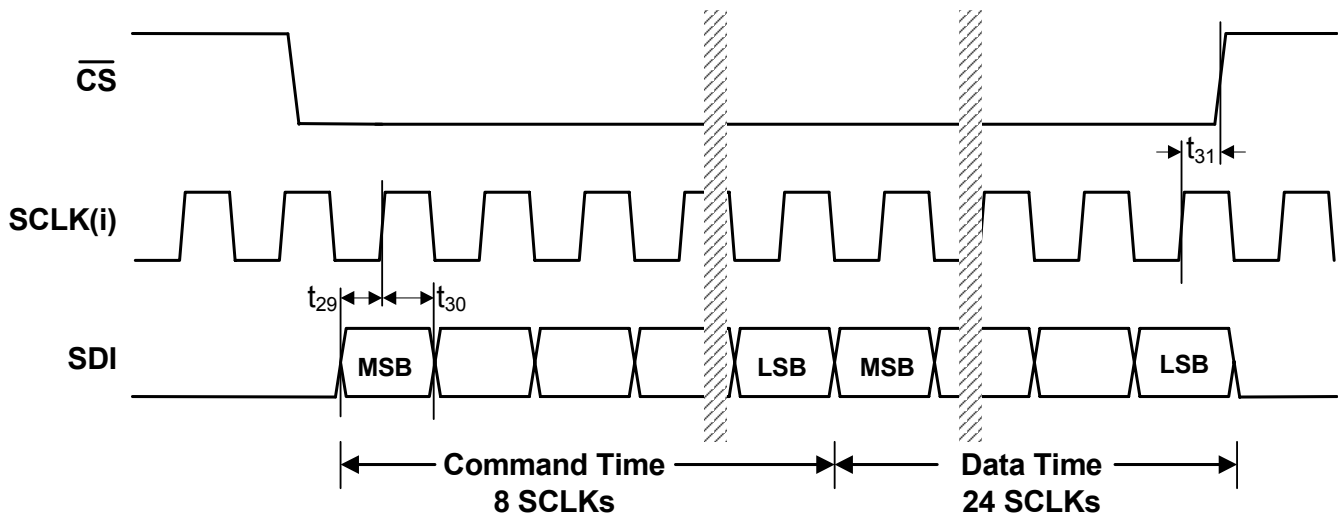 CS
t31
SCLK(i)
t29
t30
SDI
MSB
LSB
MSB
LSB
Command Time
8 SCLKs
Data Time
24 SCLKs